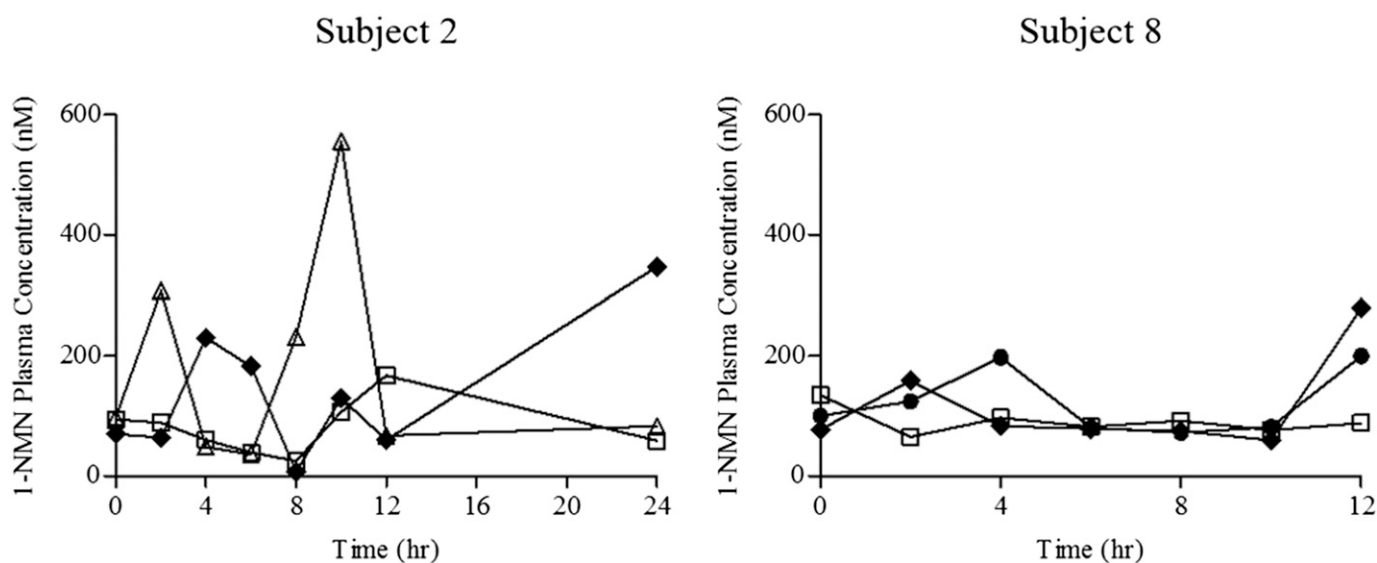 Subject 2
1-NMN Plasma Concentration (nM)
600
400
200
0
0 4 8 12 16 20 24
Time (hr)
Subject 8
1-NMN Plasma Concentration (nM)
600
400
200
0
0 4 8 12
Time (hr)